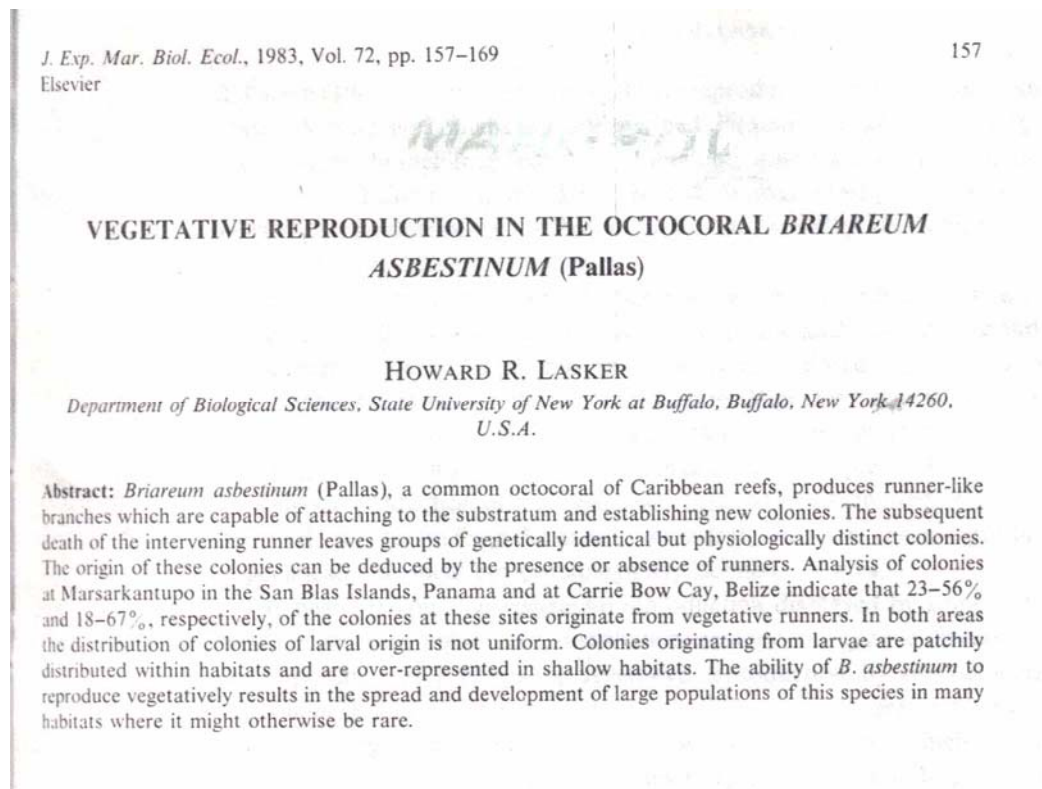 J. Exp. Mar. Biol. Ecol., 1983, Vol. 72, pp. 157–169 157
Elsevier
VEGETATIVE REPRODUCTION IN THE OCTOCORAL BRIAREUM
ASBESTINUM (Pallas)
HOWARD R. LASKER
Department of Biological Sciences, State University of New York at Buffalo, Buffalo, New York 14260,
U.S.A.
Abstract: Briareum asbestinum (Pallas), a common octocoral of Caribbean reefs, produces runner-like
branches which are capable of attaching to the substratum and establishing new colonies. The subsequent
death of the intervening runner leaves groups of genetically identical but physiologically distinct colonies.
The origin of these colonies can be deduced by the presence or absence of runners. Analysis of colonies
at Marsarkantupo in the San Blas Islands, Panama and at Carrie Bow Cay, Belize indicate that 23–56%
and 18–67%, respectively, of the colonies at these sites originate from vegetative runners. In both areas
the distribution of colonies of larval origin is not uniform. Colonies originating from larvae are patchily
distributed within habitats and are over-represented in shallow habitats. The ability of B. asbestinum to
reproduce vegetatively results in the spread and development of large populations of this species in many
habitats where it might otherwise be rare.